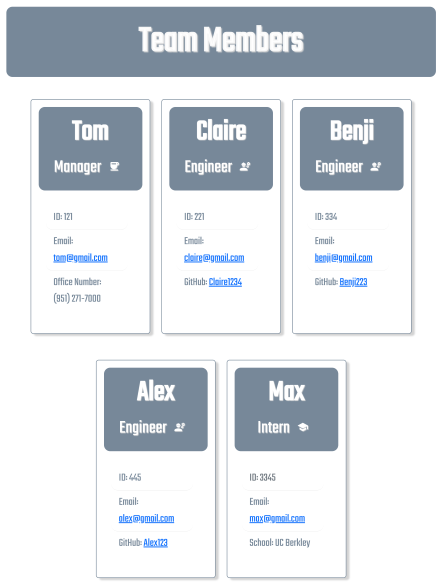 Team Members
Tom
Manager
ID: 121
Email:
tom@gmail.com
Office Number:
(951) 271-7000
Claire
Engineer
ID: 221
Email:
claire@gmail.com
GitHub: Claire1234
Benji
Engineer
ID: 334
Email:
benji@gmail.com
GitHub: Benji223
Alex
Engineer
ID: 445
Email:
alex@gmail.com
GitHub: Alex123
Max
Intern
ID: 3345
Email:
max@gmail.com
School: UC Berkley